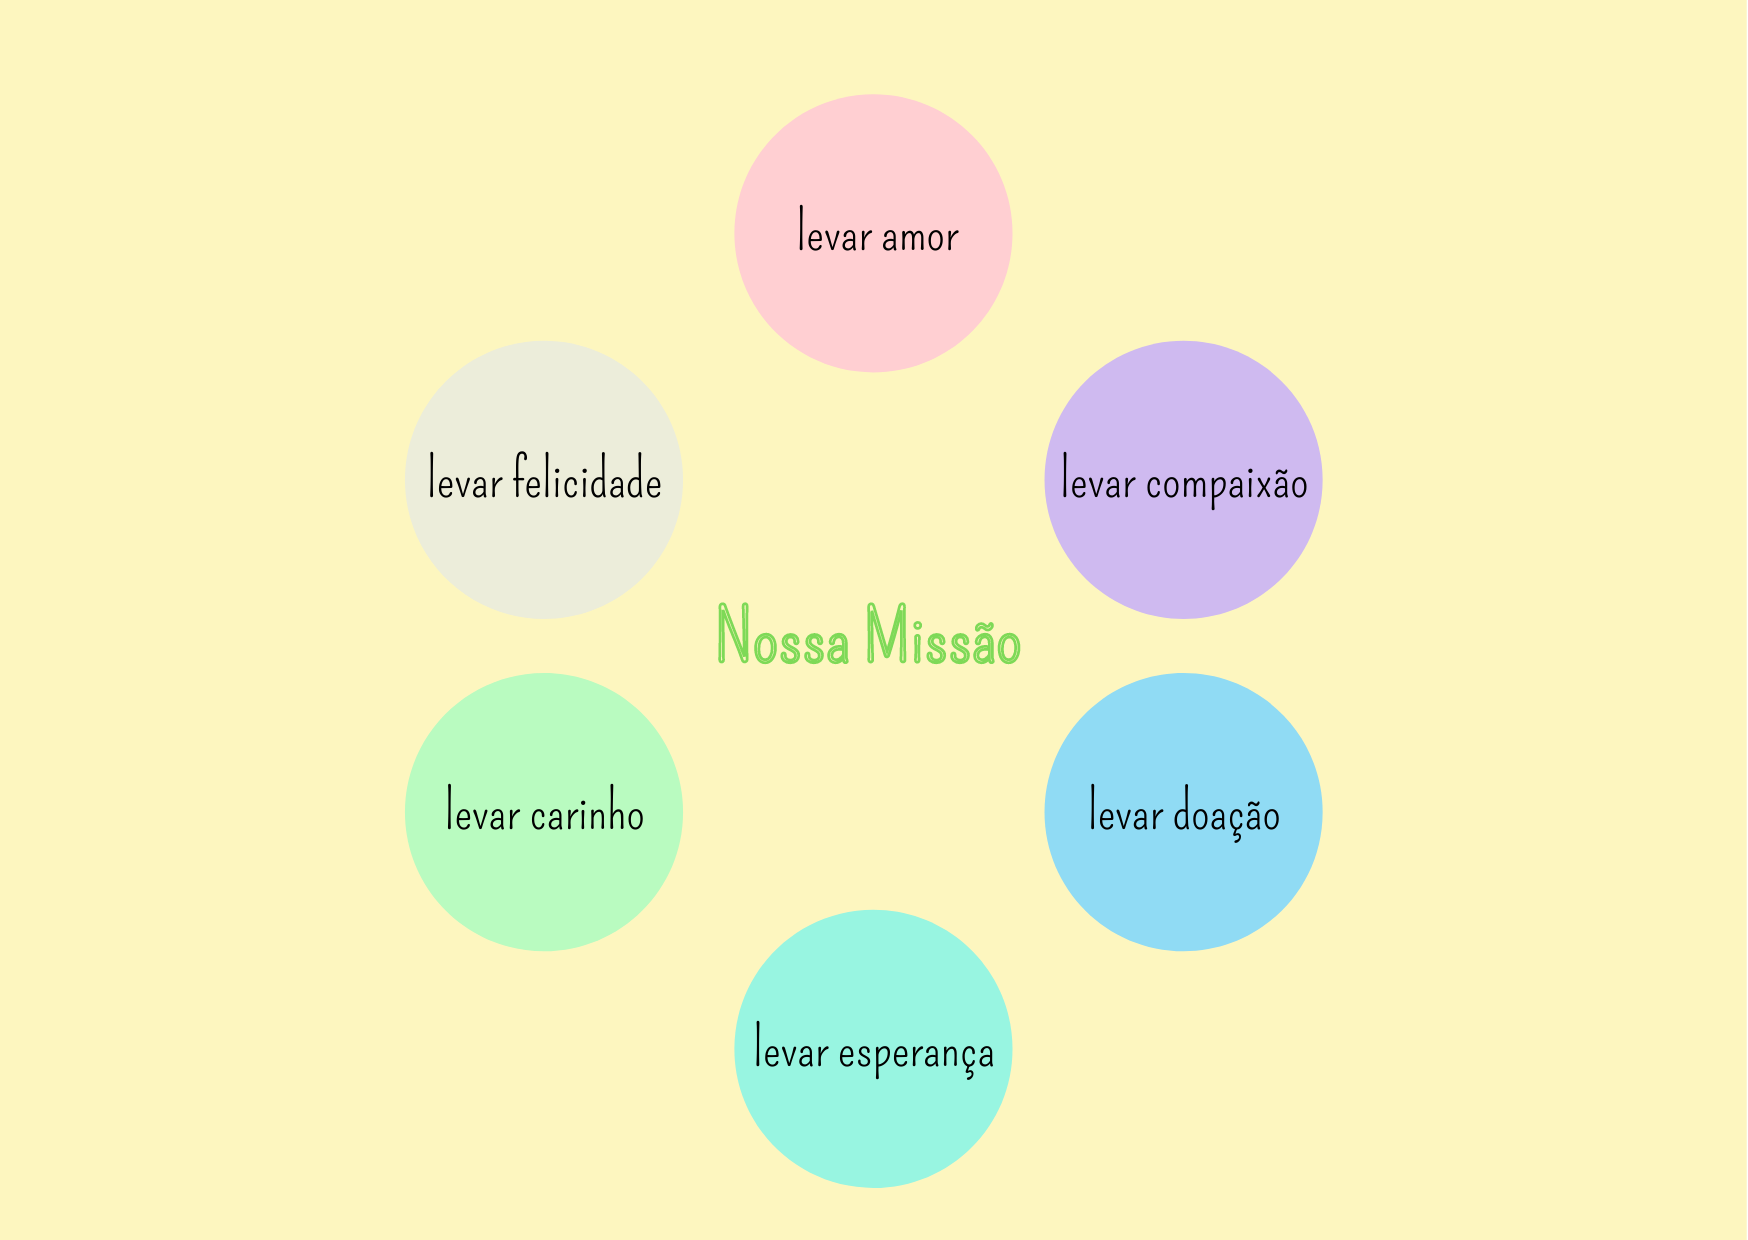 levar amor
levar felicidade
levar compaixão
Nossa Missão
levar carinho
levar doação
levar esperança